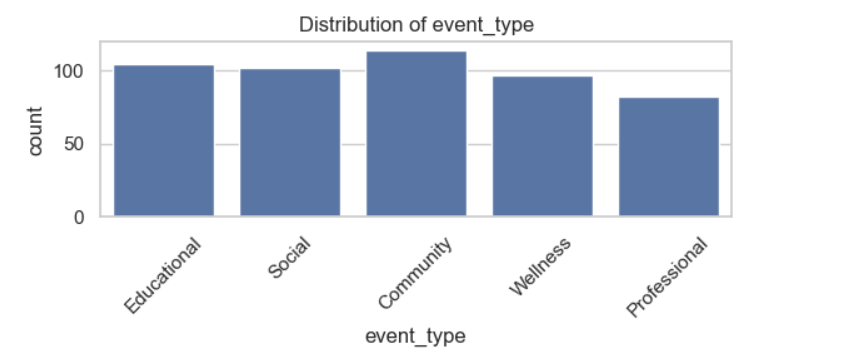 Distribution of event_type
count
100
50
0
Educational
Social
Community
Wellness
Professional
event_type